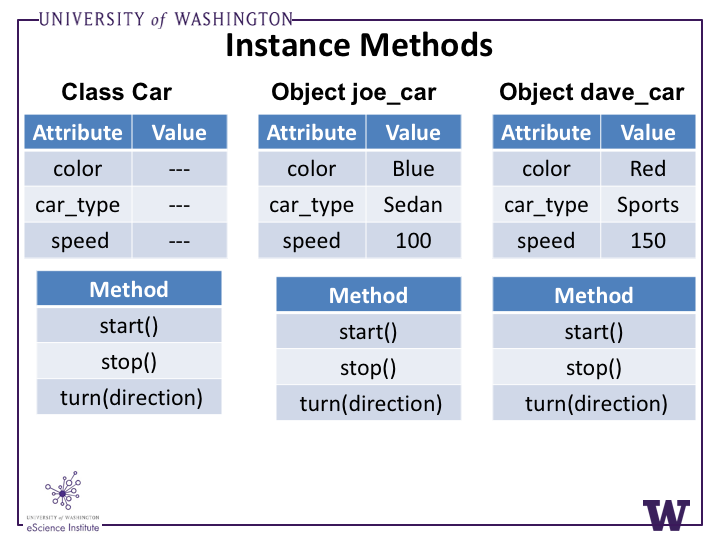 UNIVERSITY of WASHINGTON
Instance Methods
Class Car
Attribute Value
color ---
car_type ---
speed ---
Method
start()
stop()
turn(direction)
Object joe_car
Attribute Value
color Blue
car_type Sedan
speed 100
Method
start()
stop()
turn(direction)
Object dave_car
Attribute Value
color Red
car_type Sports
speed 150
Method
start()
stop()
turn(direction)
UNIVERSITY of WASHINGTON
eScience Institute
W